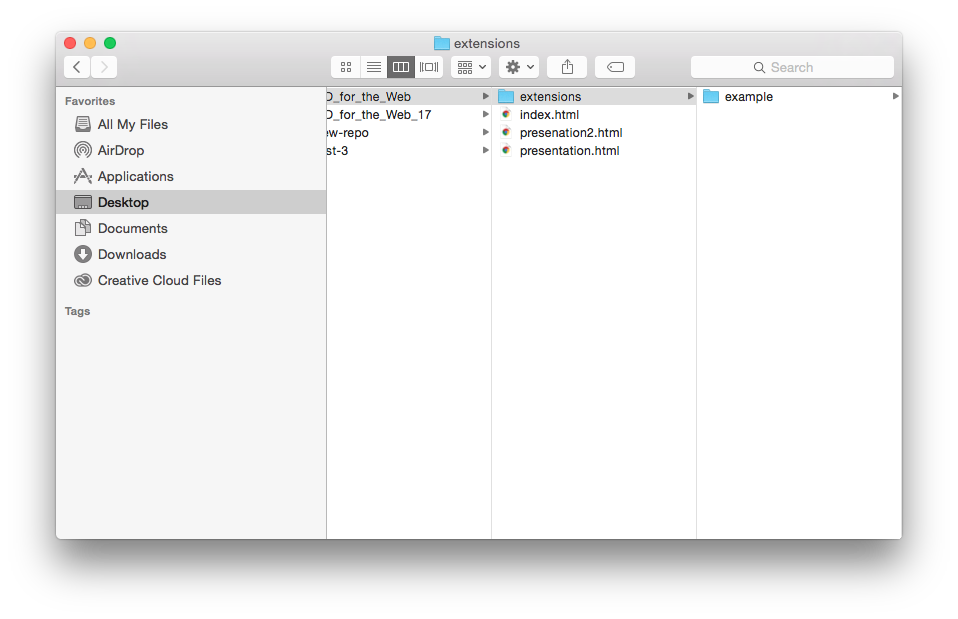 extensions
Search
Favorites
All My Files
AirDrop
Applications
Desktop
Documents
Downloads
Creative Cloud Files
Tags
D_for_the_Web
D_for_the_Web_17
ew-repo
st-3
extensions
index.html
presenation2.html
presentation.html
example